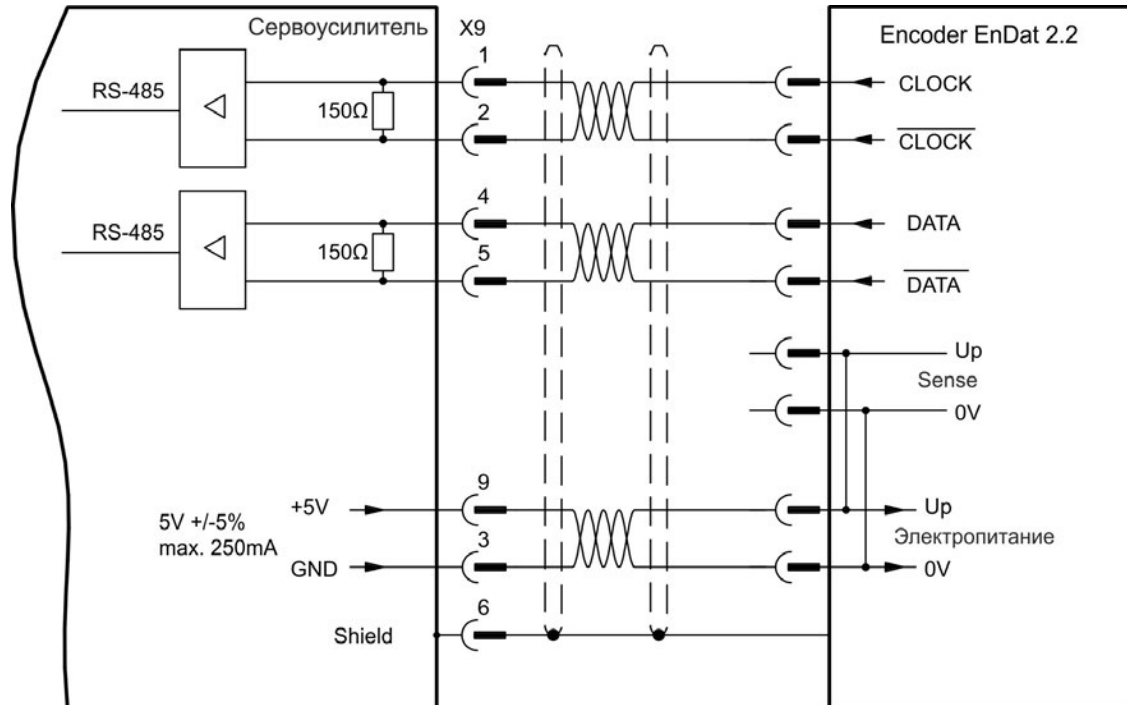 Сервоусилитель
X9
Encoder EnDat 2.2
1
RS-485
150Ω
CLOCK
2
CLOCK
4
RS-485
150Ω
DATA
5
DATA
Up
Sense
0V
9
+5V
Up
5V +/-5%
max. 250mA
Электропитание
3
GND
0V
6
Shield